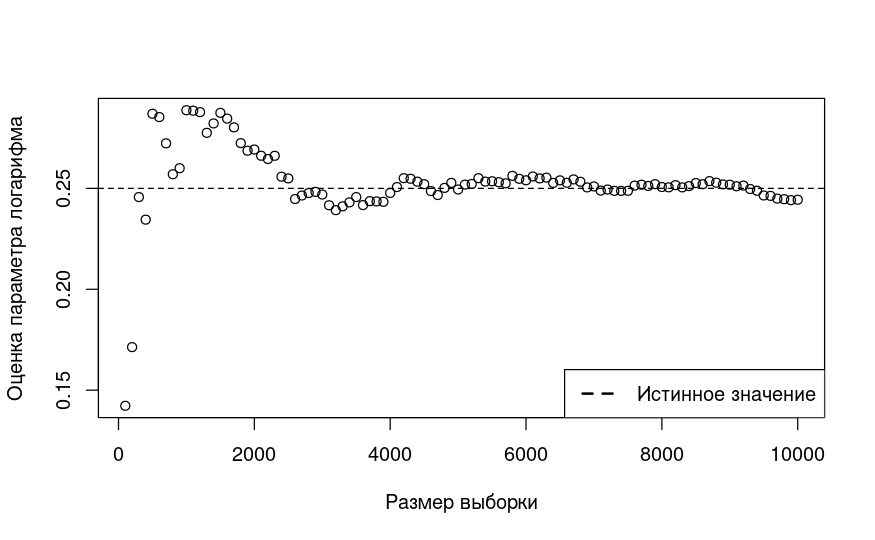 Оценка параметра логарифма
0.25
0.20
0.15
Истинное значение
0 2000 4000 6000 8000 10000
Размер выборки